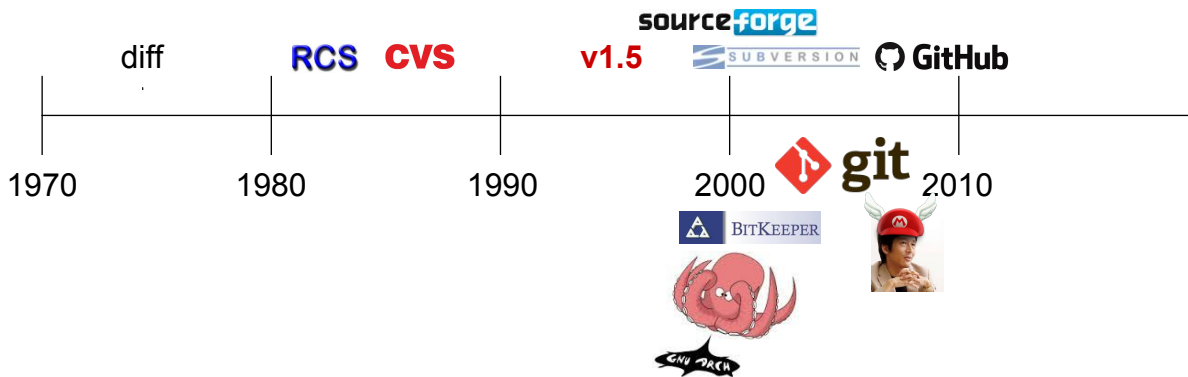 sourceforge
diff RCS CVS v1.5 SUBVERSION GitHub
1970 1980 1990 2000 git 2010
BITKEEPER
M
GNU ARCH